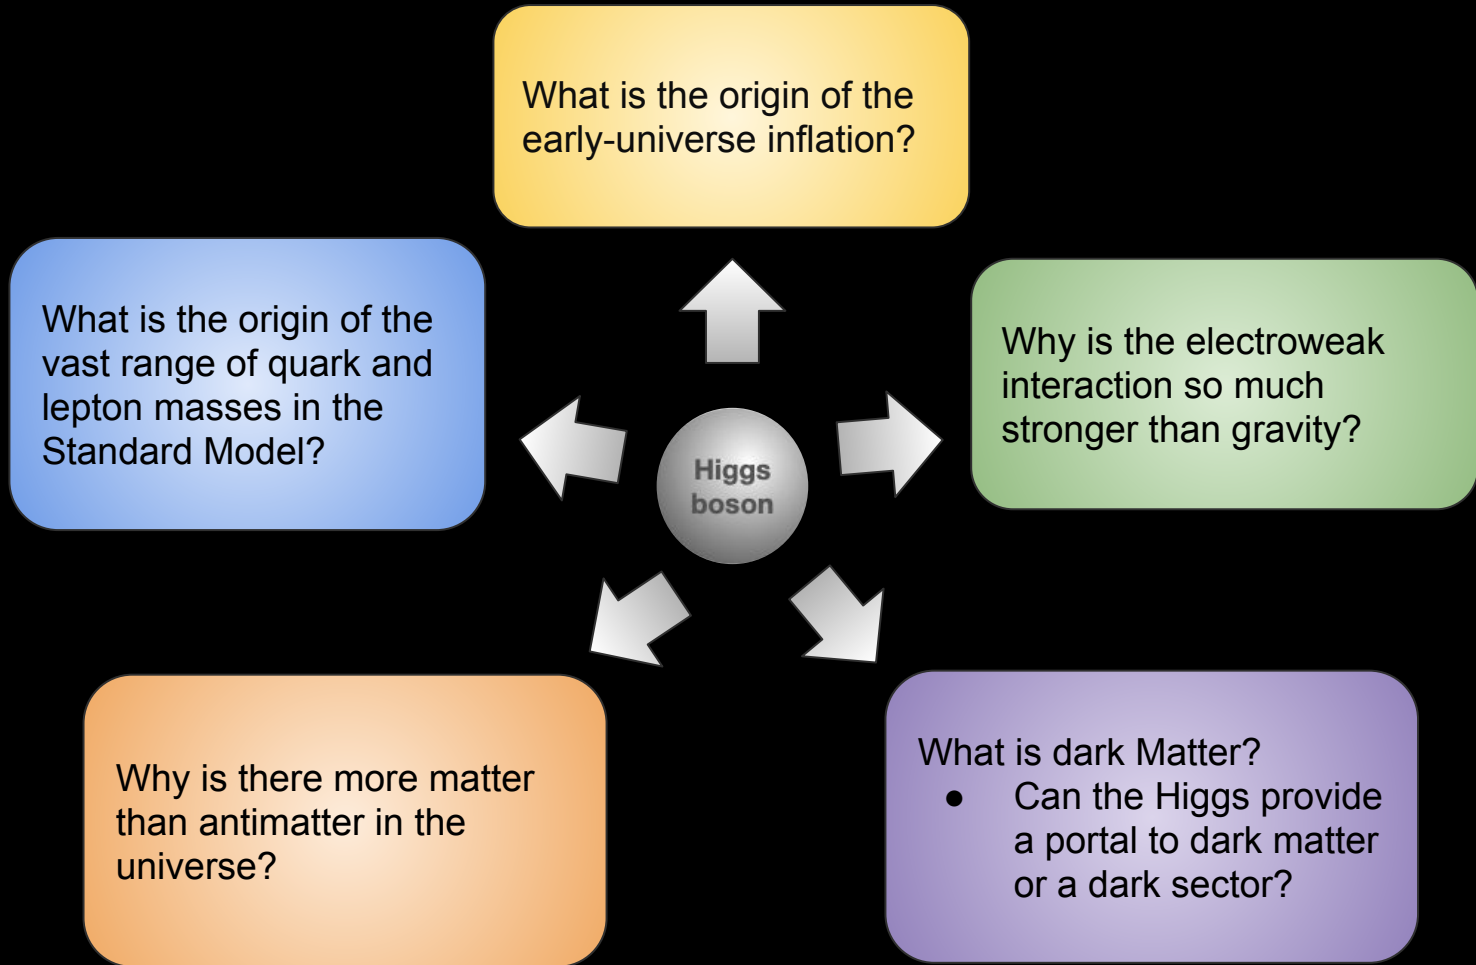 What is the origin of the
early-universe inflation?
What is the origin of the
vast range of quark and
lepton masses in the
Standard Model?
Why is the electroweak
interaction so much
stronger than gravity?
Higgs
boson
Why is there more matter
than antimatter in the
universe?
What is dark Matter?
● Can the Higgs provide
a portal to dark matter
or a dark sector?